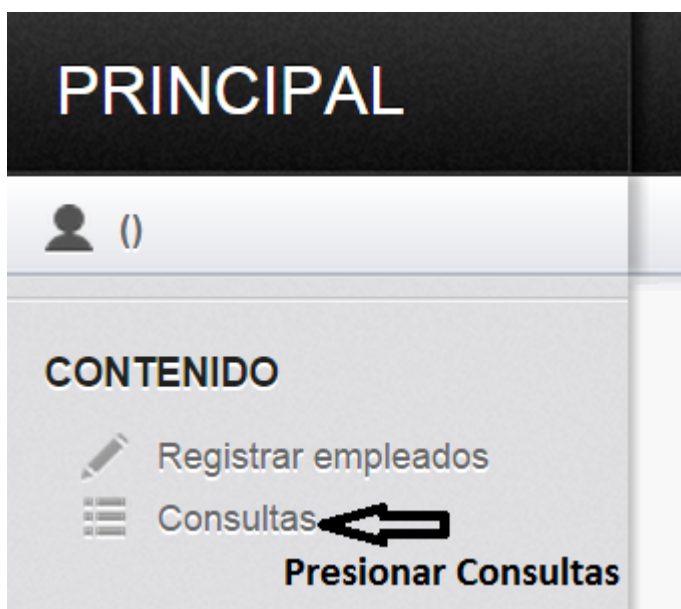 PRINCIPAL
()
CONTENIDO
Registrar empleados
Consultas
Presionar Consultas